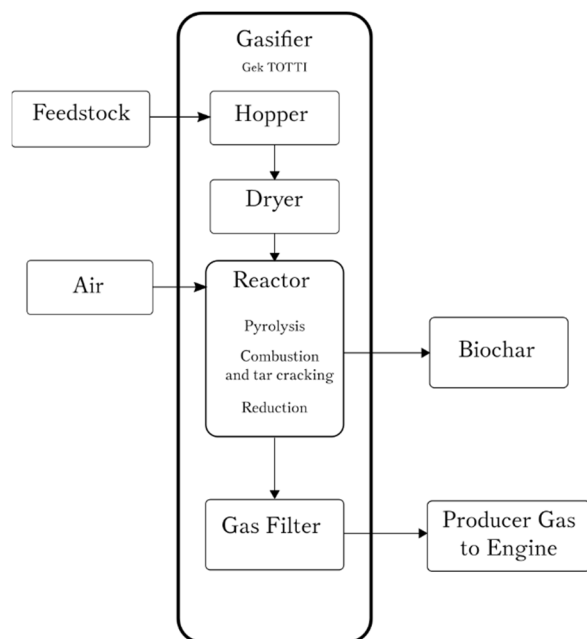 Gasifier
Gek TOTTI
Feedstock
Hopper
Dryer
Air
Reactor
Pyrolysis
Combustion
and tar cracking
Reduction
Biochar
Gas Filter
Producer Gas
to Engine